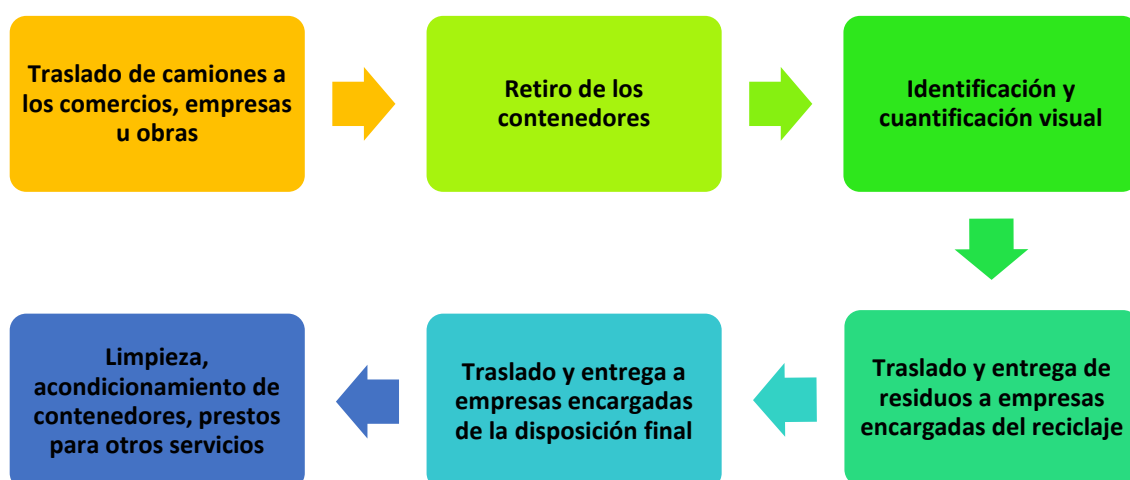 Traslado de camiones a
los comercios, empresas
u obras
Retiro de los
contenedores
Identificación y
cuantificación visual
Traslado y entrega de
residuos a empresas
encargadas del reciclaje
Traslado y entrega a
empresas encargadas
de la disposición final
Limpieza,
acondicionamiento de
contenedores, prestos
para otros servicios